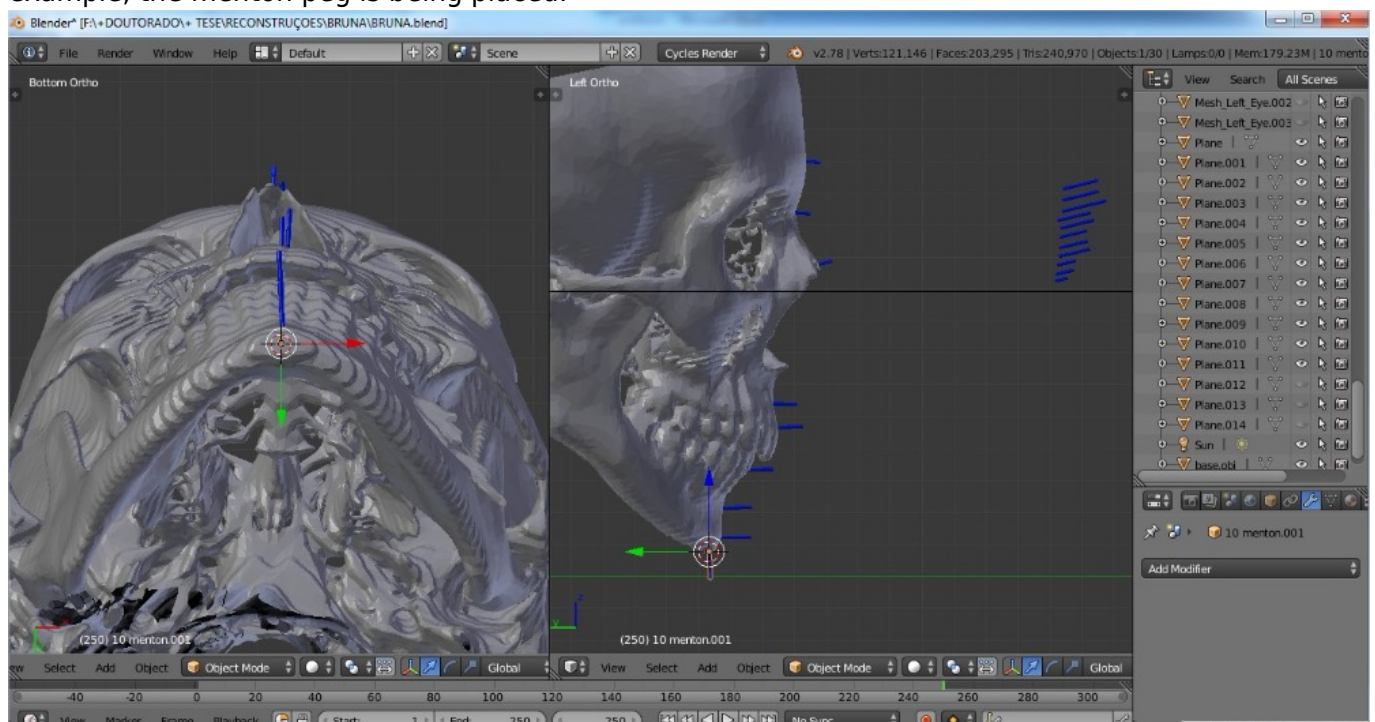 example, the menton peg is being placed.
Blender* [F:\+DOUTORADO\+ TESE\RECONSTRUÇOES\BRUNA\BRUNA.blend]
File Render Window Help Default Scene Cycles Render v2.78 | Verts:121,146 | Faces:203,295 | Tris:240,970 | Objects:1/30 | Lamps:0/0 | Mem:179.23M | 10 mento
Bottom Ortho
Left Ortho
View Search All Scenes
Mesh_Left_Eye.002
Mesh_Left_Eye.003
Plane
Plane.001
Plane.002
Plane.003
Plane.004
Plane.005
Plane.006
Plane.007
Plane.008
Plane.009
Plane.010
Plane.011
Plane.012
Plane.013
Plane.014
Sun
base.obj
10 menton.001
Add Modifier
(250) 10 menton.001
(250) 10 menton.001
z
y
ew Select Add Object Object Mode Global
View Select Add Object Object Mode Global
-40 -20 0 20 40 60 80 100 120 140 160 180 200 220 240 260 280 300
View Marker Frame Playback Start: 1 End: 250 250 No Sync